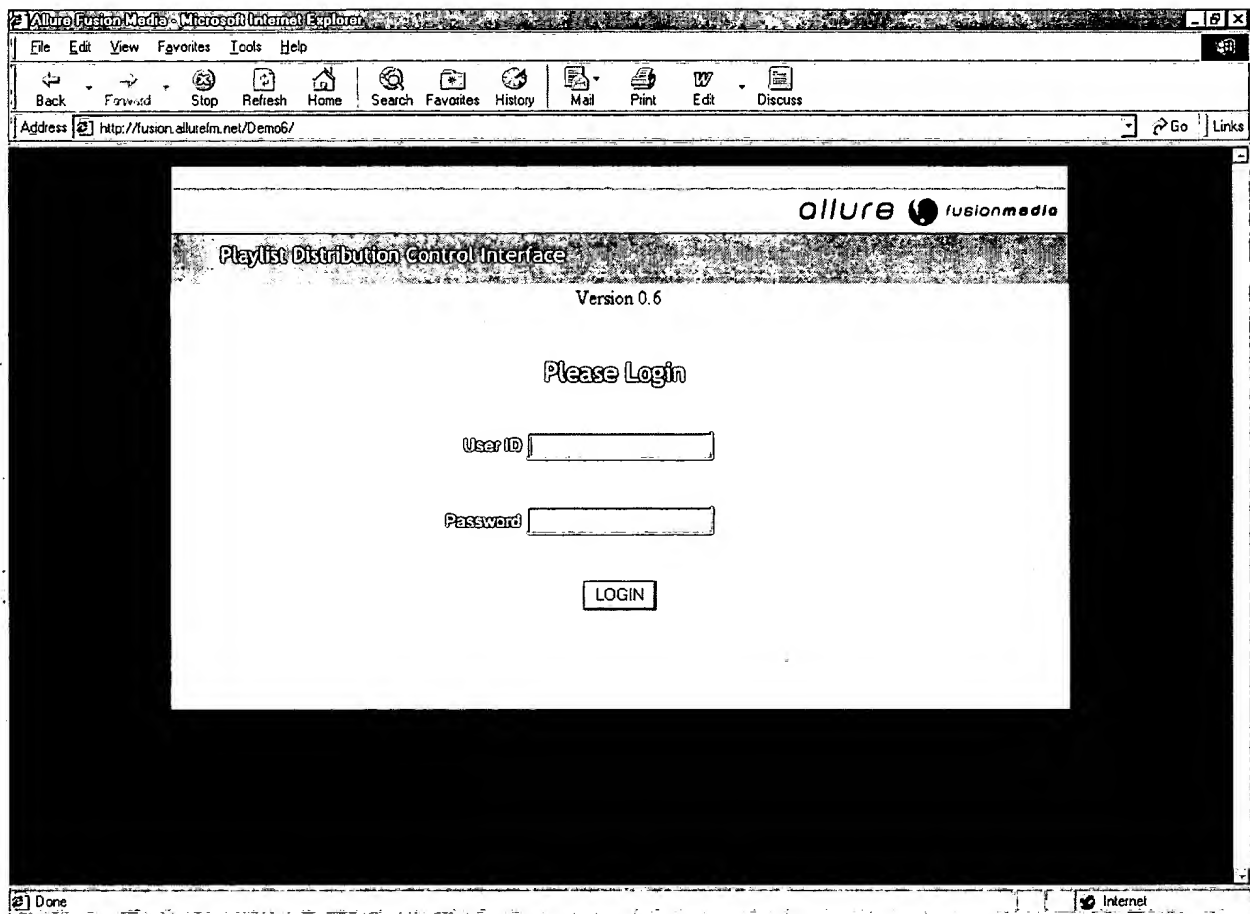 Allure Fusion Media - Microsoft Internet Explorer
File Edit View Favorites Tools Help
Back Forward Stop Refresh Home Search Favorites History Mail Print Edit Discuss
Address http://fusion.allurefm.net/Demo6/ Go Links
allure fusionmedia
Playlist Distribution Control Interface
Version 0.6
Please Login
User ID
Password
LOGIN
Done Internet